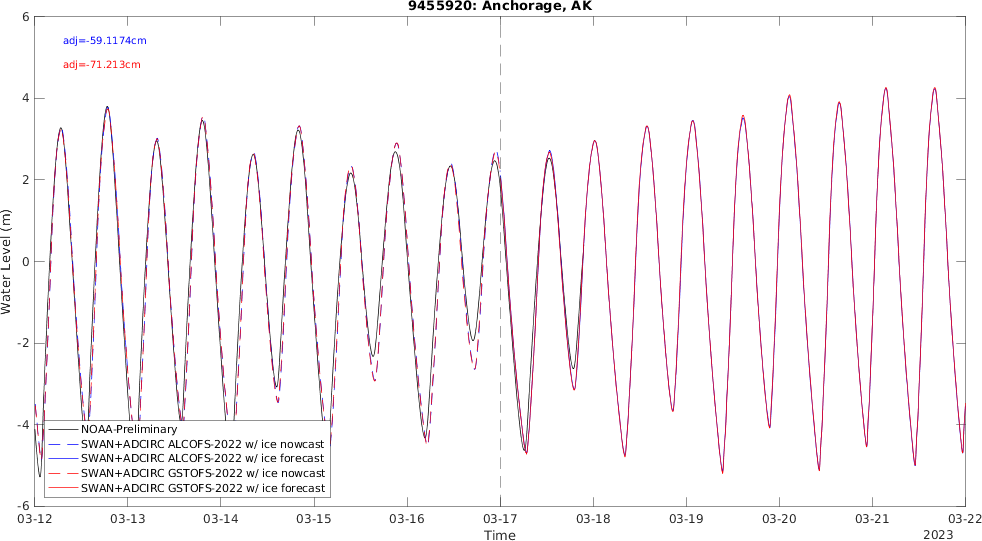 9455920: Anchorage, AK
6
adj=-59.1174cm
adj=-71.213cm
4
2
0
-2
-4
-6
Water Level (m)
NOAA-Preliminary
SWAN+ADCIRC ALCOFS-2022 w/ ice nowcast
SWAN+ADCIRC ALCOFS-2022 w/ ice forecast
SWAN+ADCIRC GSTOFS-2022 w/ ice nowcast
SWAN+ADCIRC GSTOFS-2022 w/ ice forecast
03-12 03-13 03-14 03-15 03-16 03-17 03-18 03-19 03-20 03-21 03-22
Time
2023